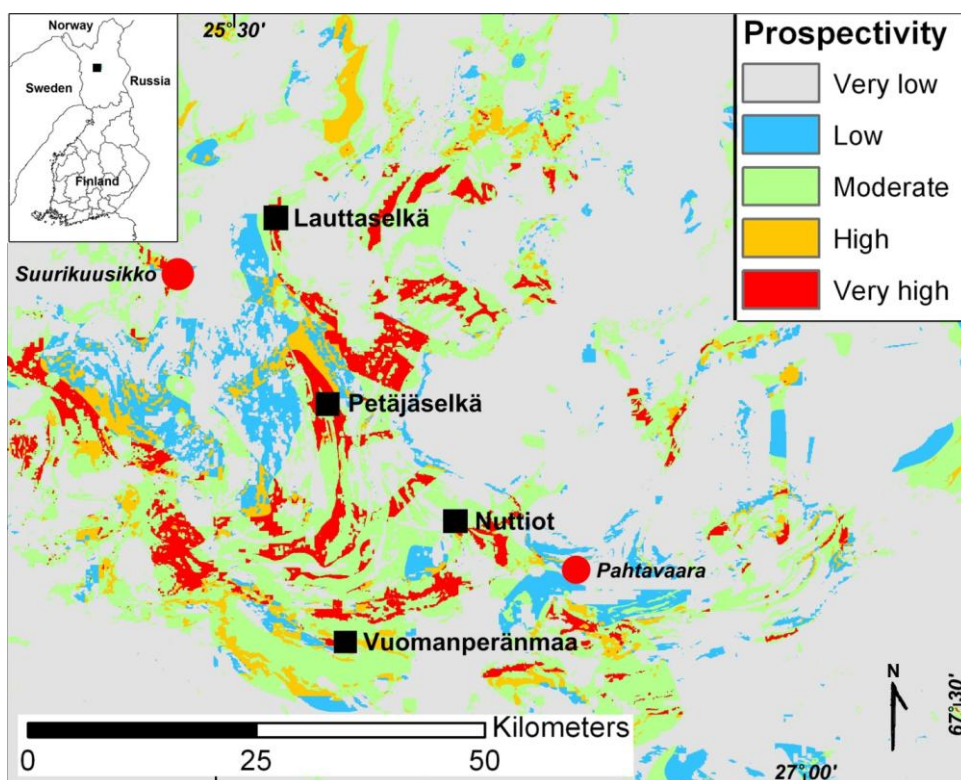 Norway
Sweden
Russia
Finland
25°30'
Prospectivity
Very low
Low
Moderate
High
Very high
Lauttaselkä
Suurikuusikko
Petäjäselkä
Nuttiot
Pahtavaara
Vuomanperänmaa
N
67°30'
Kilometers
0 25 50
27°00'